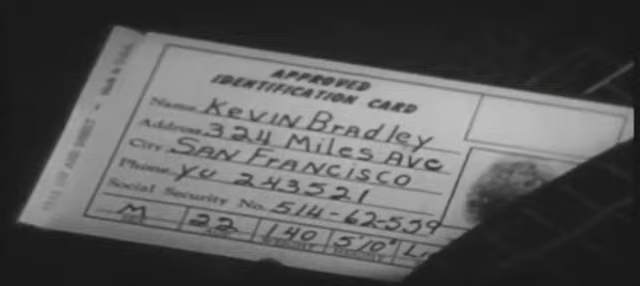 APPROVED
IDENTIFICATION CARD
Name KEVIN BRADLEY
Address 3211 MILES AVE
City SAN FRANCISCO
Phone YU 243521
Social Security No. 514-62-559
M 22 140 5'10"